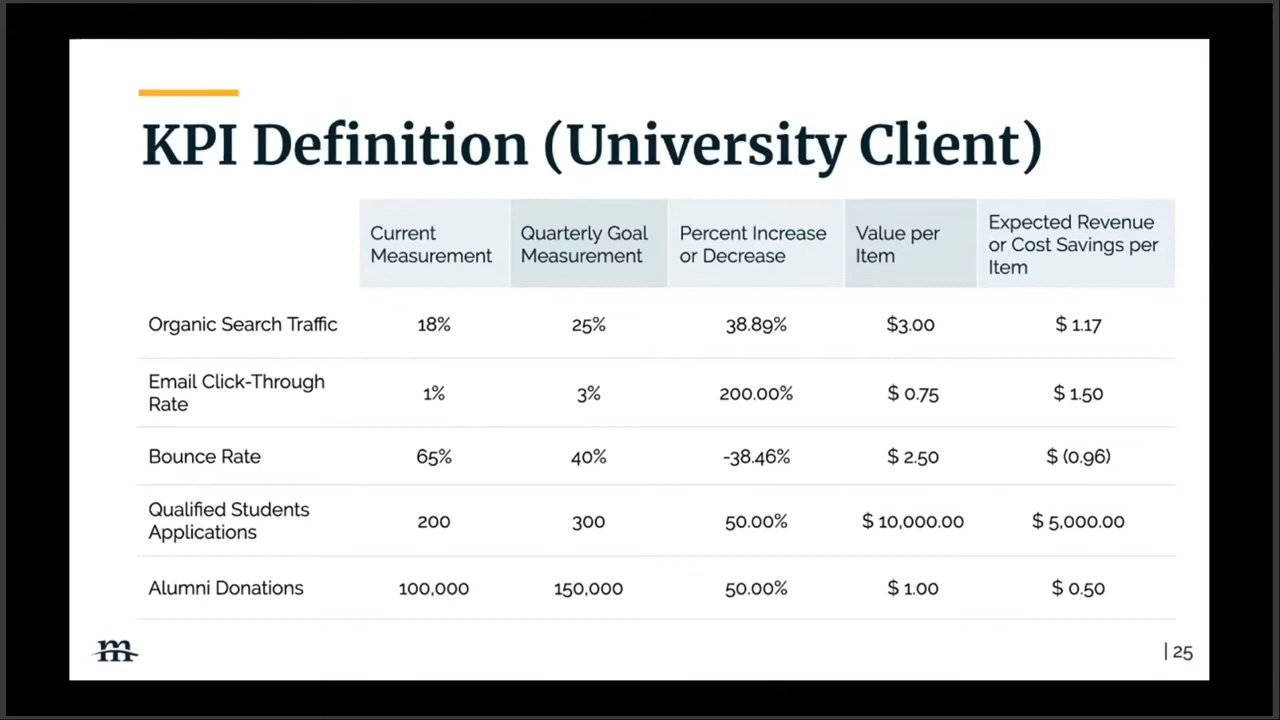 KPI Definition (University Client)
Current Measurement
Quarterly Goal Measurement
Percent Increase or Decrease
Value per Item
Expected Revenue or Cost Savings per Item
Organic Search Traffic 18% 25% 38.89% $3.00 $ 1.17
Email Click-Through Rate 1% 3% 200.00% $ 0.75 $ 1.50
Bounce Rate 65% 40% -38.46% $ 2.50 $ (0.96)
Qualified Students Applications 200 300 50.00% $ 10,000.00 $ 5,000.00
Alumni Donations 100,000 150,000 50.00% $ 1.00 $ 0.50
m
| 25